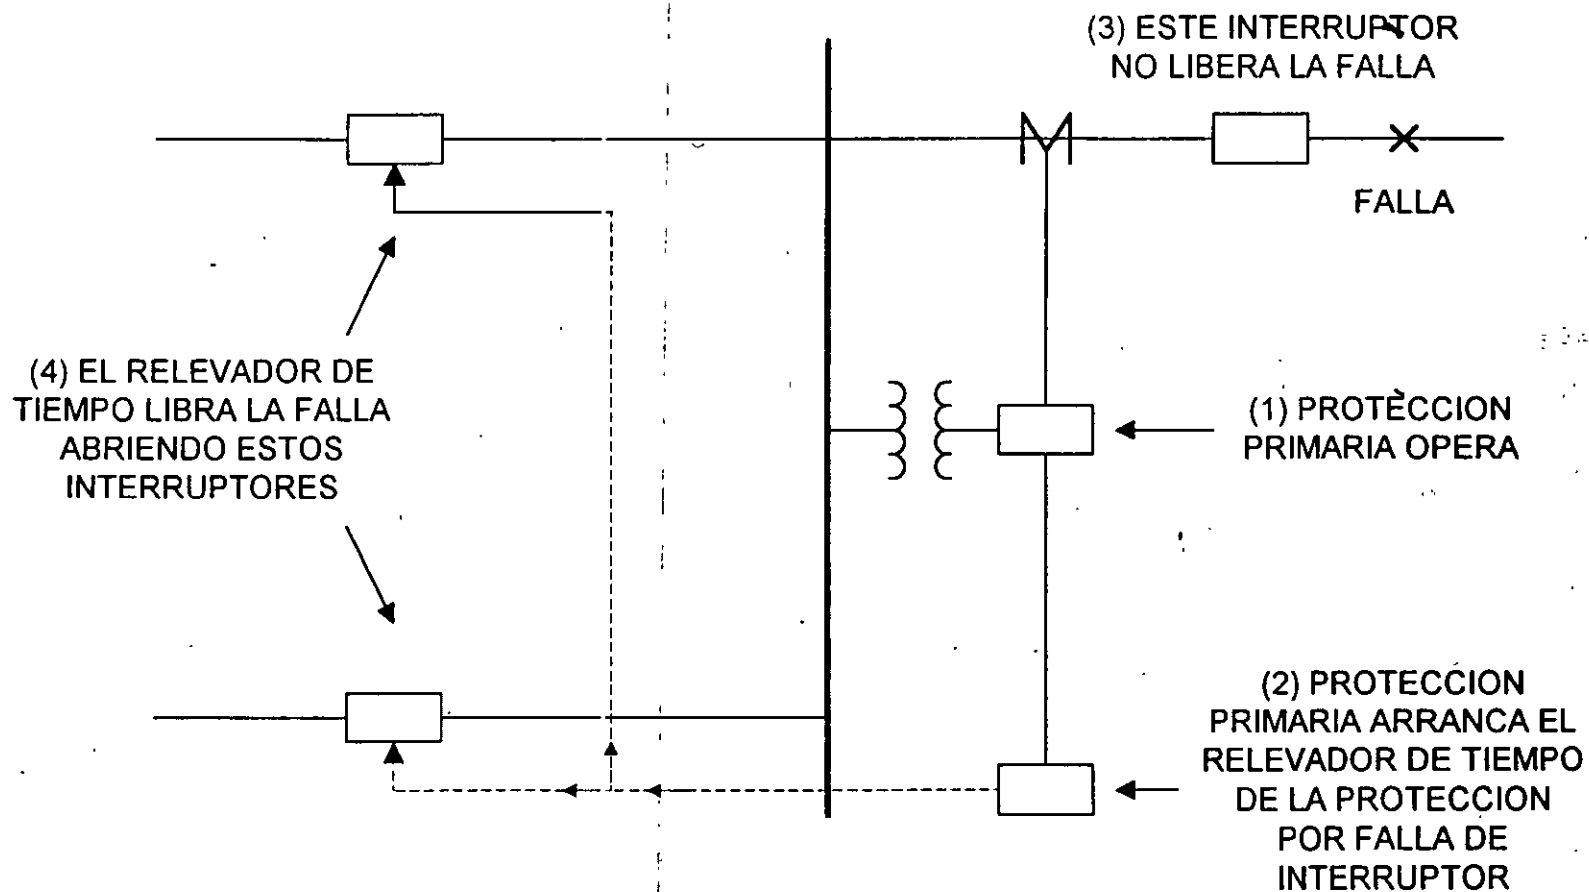 (3) ESTE INTERRUPTOR
NO LIBERA LA FALLA
FALLA
(4) EL RELEVADOR DE
TIEMPO LIBRA LA FALLA
ABRIENDO ESTOS
INTERRUPTORES
(1) PROTECCION
PRIMARIA OPERA
(2) PROTECCION
PRIMARIA ARRANCA EL
RELEVADOR DE TIEMPO
DE LA PROTECCION
POR FALLA DE
INTERRUPTOR